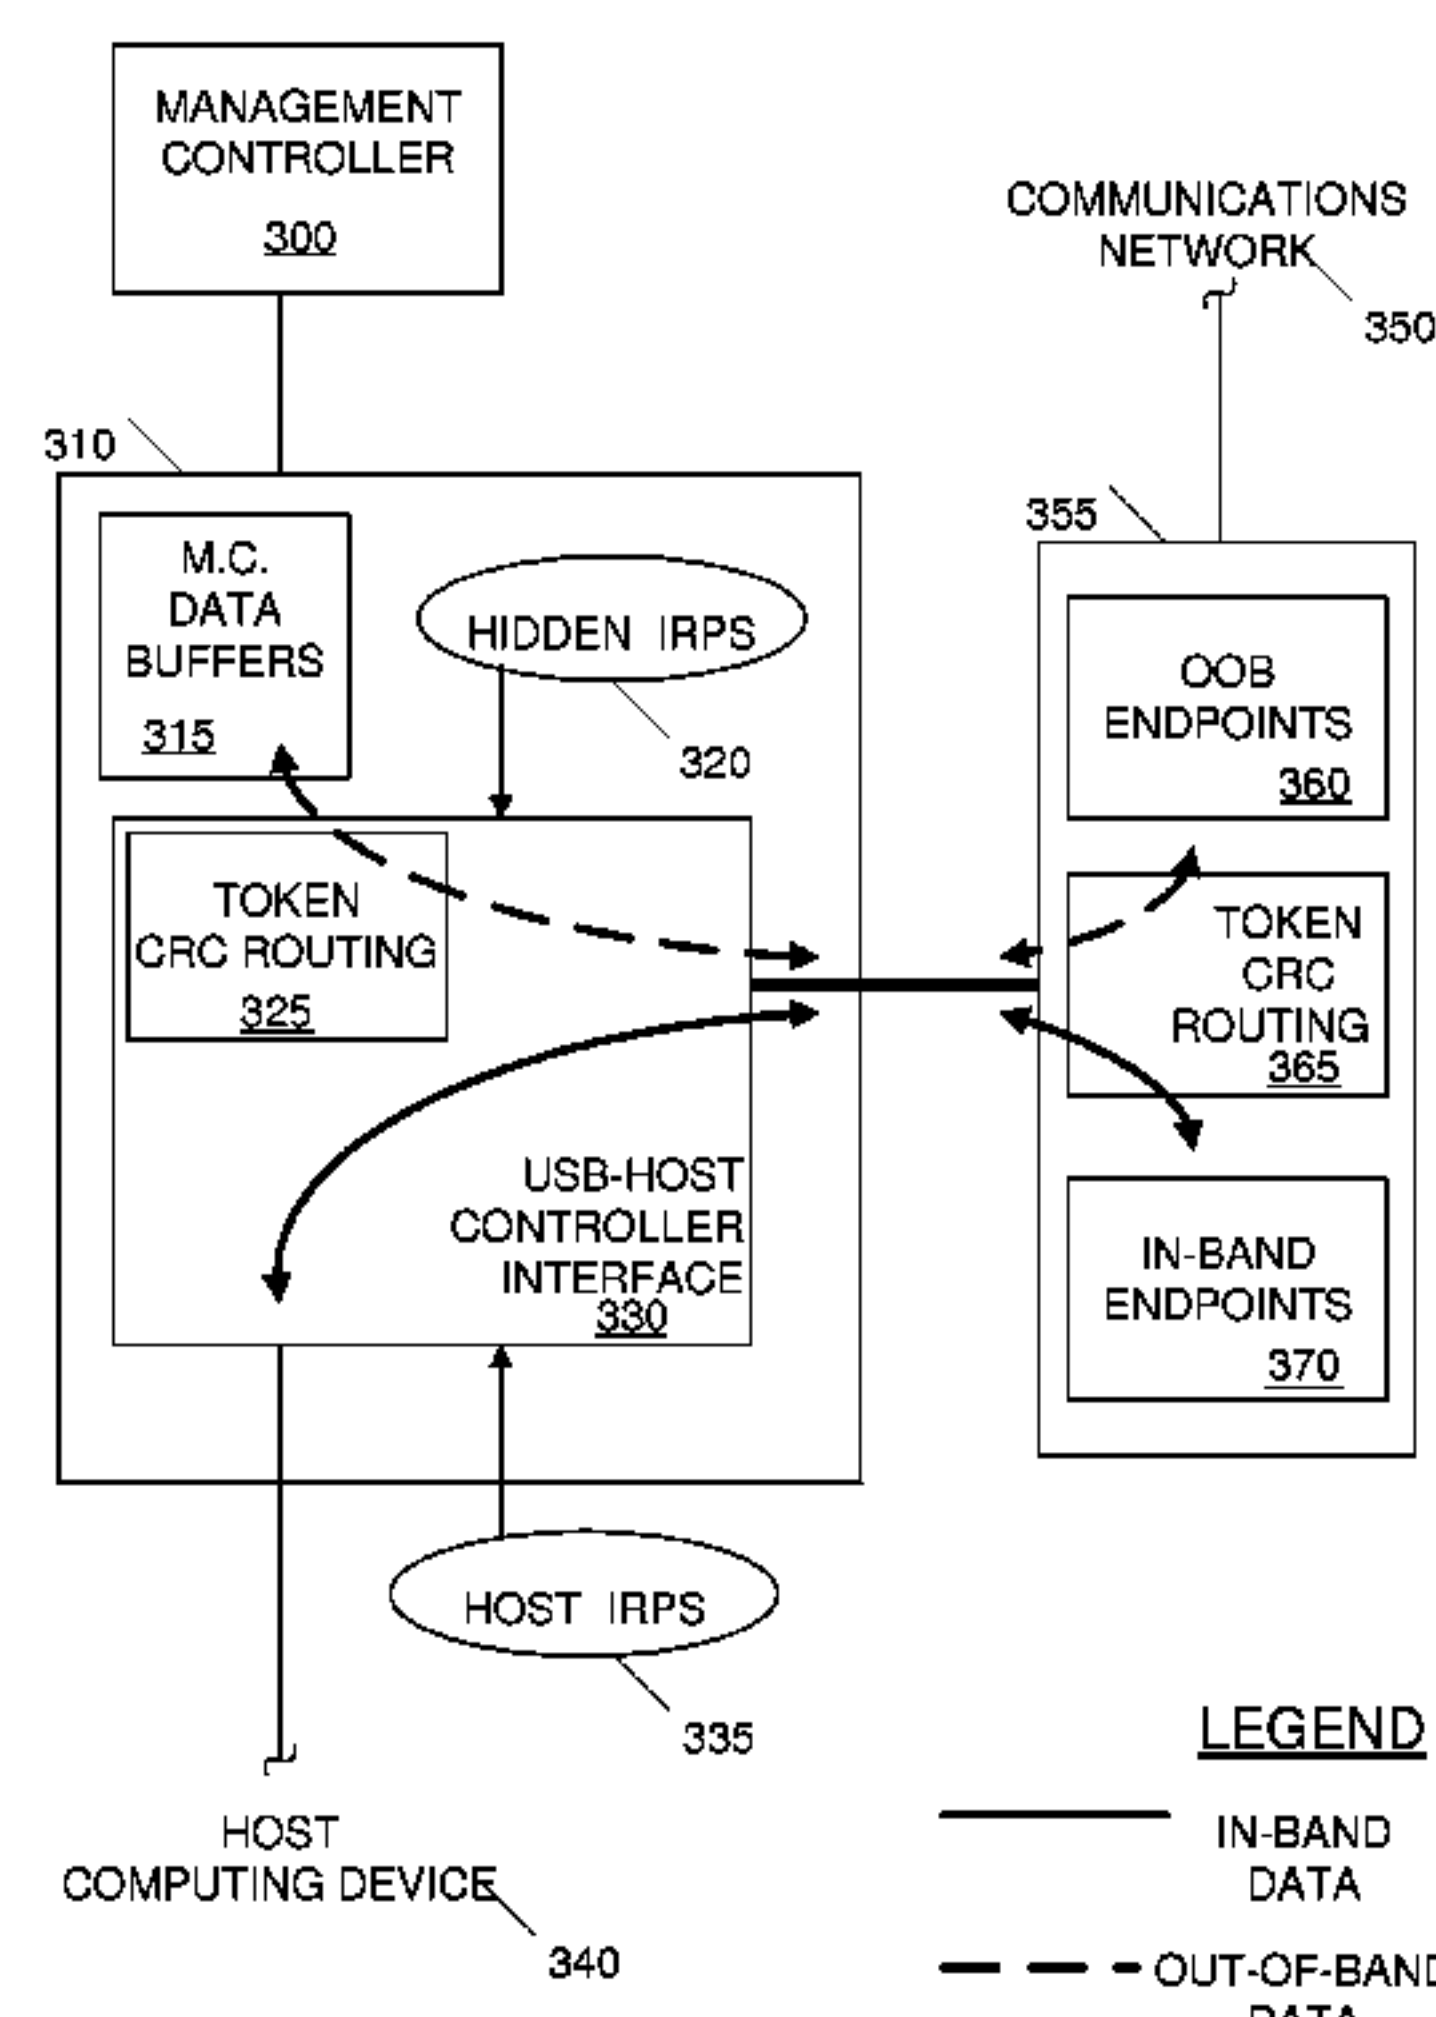 MANAGEMENT
CONTROLLER
300
COMMUNICATIONS
NETWORK
350
310
M.C.
DATA
BUFFERS
315
HIDDEN IRPS
320
355
OOB
ENDPOINTS
360
TOKEN
CRC ROUTING
325
TOKEN
CRC
ROUTING
365
USB-HOST
CONTROLLER
INTERFACE
330
IN-BAND
ENDPOINTS
370
HOST IRPS
335
HOST
COMPUTING DEVICE
340
LEGEND
IN-BAND
DATA
OUT-OF-BAND
DATA